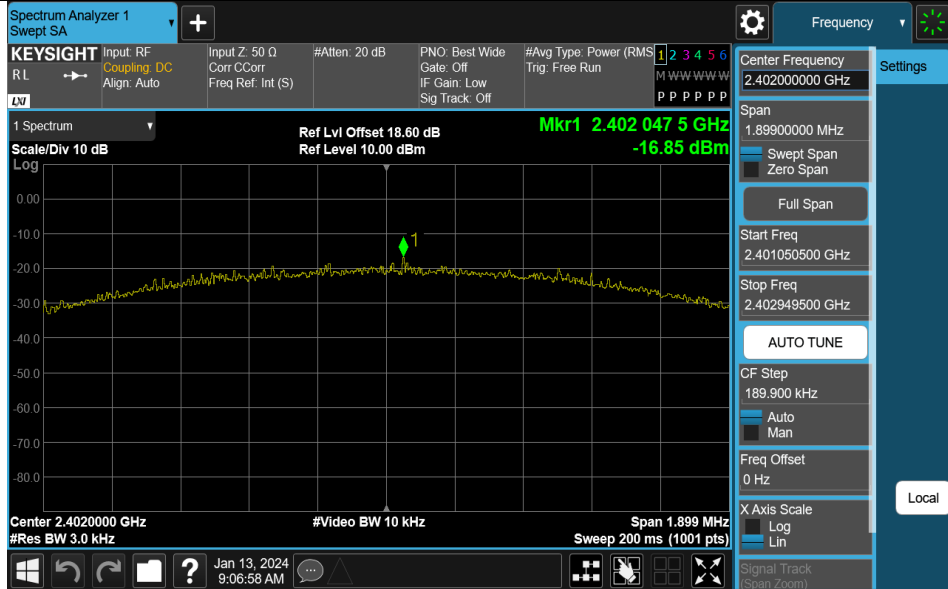 Spectrum Analyzer 1
Swept SA
+
Frequency
KEYSIGHT
R L
LXI
Input: RF
Coupling: DC
Align: Auto
Input Z: 50 Ω
Corr CCorr
Freq Ref: Int (S)
#Atten: 20 dB
PNO: Best Wide
Gate: Off
IF Gain: Low
Sig Track: Off
#Avg Type: Power (RMS
Trig: Free Run
1 2 3 4 5 6
M W W W W W
P P P P P P
1 Spectrum
Scale/Div 10 dB
Log
Ref Lvl Offset 18.60 dB
Ref Level 10.00 dBm
Mkr1 2.402 047 5 GHz
-16.85 dBm
0.00
-10.0
-20.0
-30.0
-40.0
-50.0
-60.0
-70.0
-80.0
1
Center 2.4020000 GHz
#Res BW 3.0 kHz
#Video BW 10 kHz
Span 1.899 MHz
Sweep 200 ms (1001 pts)
Center Frequency
2.402000000 GHz
Span
1.89900000 MHz
Swept Span
Zero Span
Full Span
Start Freq
2.401050500 GHz
Stop Freq
2.402949500 GHz
AUTO TUNE
CF Step
189.900 kHz
Auto
Man
Freq Offset
0 Hz
X Axis Scale
Log
Lin
Signal Track
(Span Zoom)
Settings
Local
?
Jan 13, 2024
9:06:58 AM